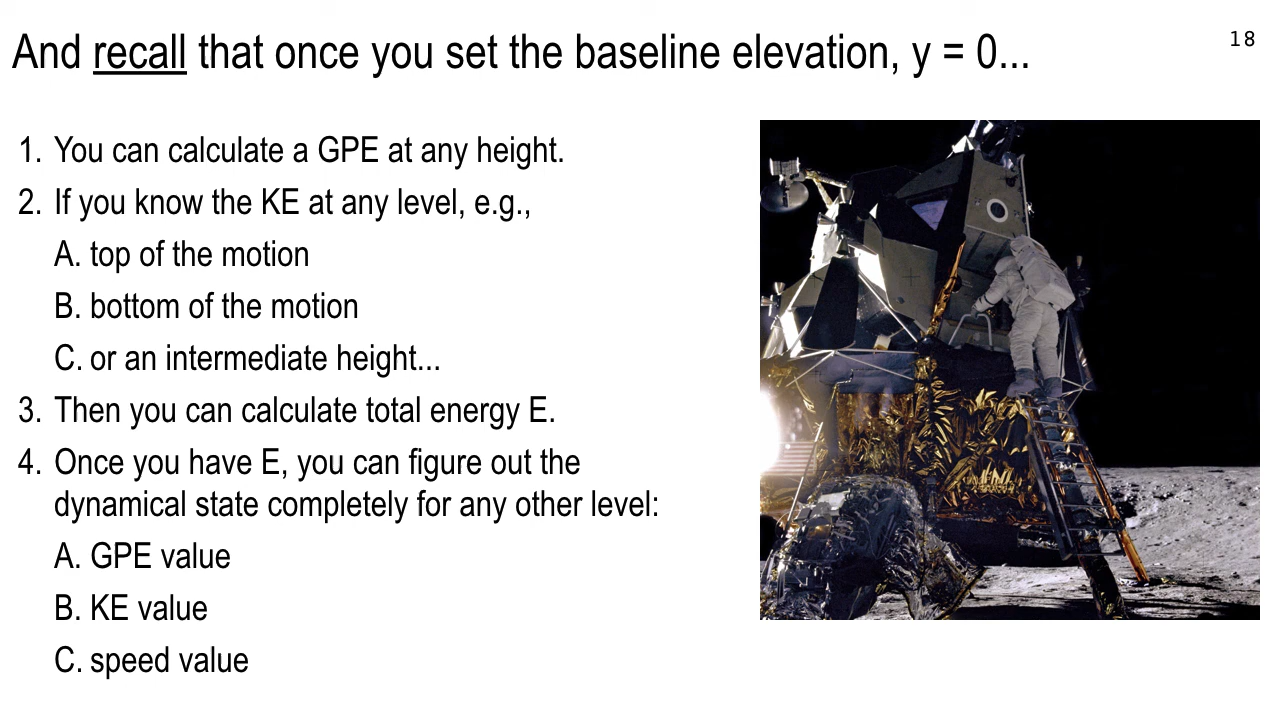 And recall that once you set the baseline elevation, y = 0...
18
1. You can calculate a GPE at any height.
2. If you know the KE at any level, e.g.,
A. top of the motion
B. bottom of the motion
C. or an intermediate height...
3. Then you can calculate total energy E.
4. Once you have E, you can figure out the
dynamical state completely for any other level:
A. GPE value
B. KE value
C. speed value